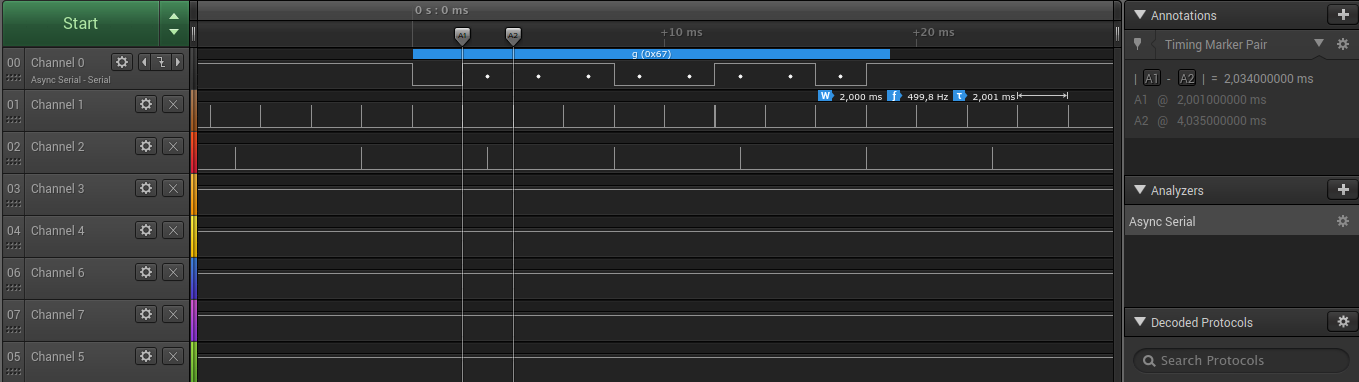 Start
0 s : 0 ms
+10 ms
+20 ms
A1
A2
00 Channel 0
Async Serial - Serial
g (0x67)
01 Channel 1
W 2,000 ms f 499,8 Hz τ 2,001 ms
02 Channel 2
03 Channel 3
04 Channel 4
06 Channel 6
07 Channel 7
05 Channel 5
Annotations
Timing Marker Pair
| A1 - A2 | = 2,034000000 ms
A1 @ 2,001000000 ms
A2 @ 4,035000000 ms
Analyzers
Async Serial
Decoded Protocols
Search Protocols